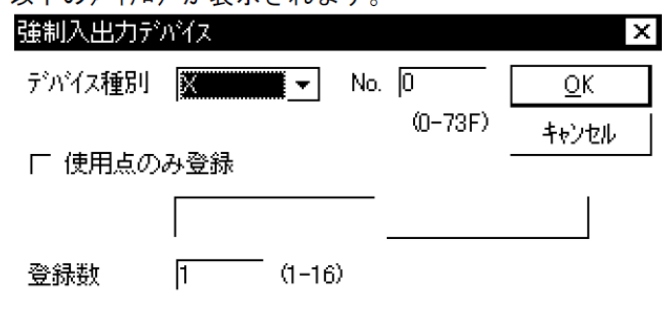 以下のダイアログが表示されます。
強制入出力ﾃﾞﾊﾞｲｽ
ﾃﾞﾊﾞｲｽ種別 X No. 0 OK
(0-73F) ｷｬﾝｾﾙ
使用点のみ登録
登録数 1 (1-16)